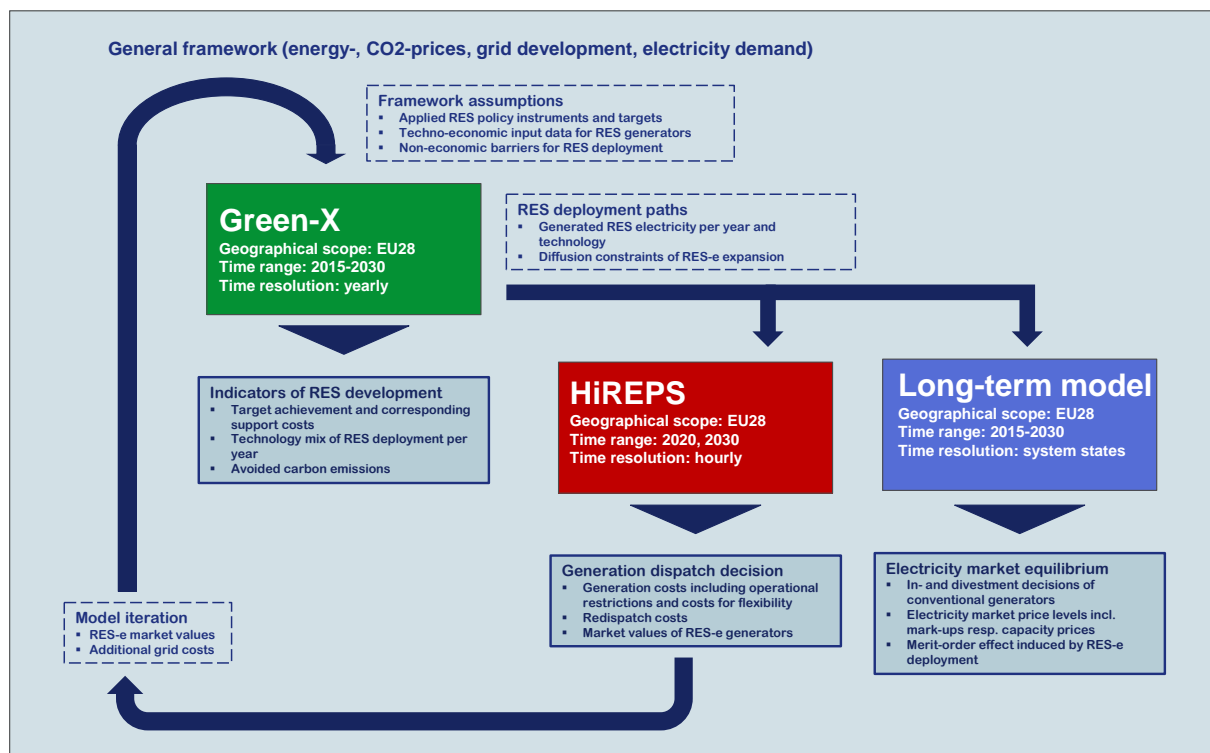 General framework (energy-, CO2-prices, grid development, electricity demand)
Framework assumptions
▪ Applied RES policy instruments and targets
▪ Techno-economic input data for RES generators
▪ Non-economic barriers for RES deployment
Green-X
Geographical scope: EU28
Time range: 2015-2030
Time resolution: yearly
RES deployment paths
▪ Generated RES electricity per year and
technology
▪ Diffusion constraints of RES-e expansion
Indicators of RES development
▪ Target achievement and corresponding
support costs
▪ Technology mix of RES deployment per
year
▪ Avoided carbon emissions
HiREPS
Geographical scope: EU28
Time range: 2020, 2030
Time resolution: hourly
Long-term model
Geographical scope: EU28
Time range: 2015-2030
Time resolution: system states
Generation dispatch decision
▪ Generation costs including operational
restrictions and costs for flexibility
▪ Redispatch costs
▪ Market values of RES-e generators
Electricity market equilibrium
▪ In- and divestment decisions of
conventional generators
▪ Electricity market price levels incl.
mark-ups resp. capacity prices
▪ Merit-order effect induced by RES-e
deployment
Model iteration
▪ RES-e market values
▪ Additional grid costs